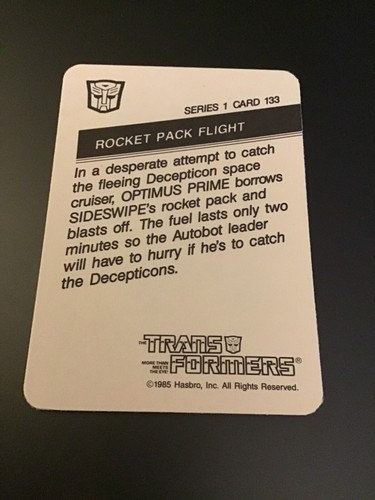 SERIES 1 CARD 133
ROCKET PACK FLIGHT
In a desperate attempt to catch
the fleeing Decepticon space
cruiser, OPTIMUS PRIME borrows
SIDESWIPE's rocket pack and
blasts off. The fuel lasts only two
minutes so the Autobot leader
will have to hurry if he's to catch
the Decepticons.
THE TRANSFORMERS®
MORE THAN
MEETS
THE EYE!
©1985 Hasbro, Inc. All Rights Reserved.